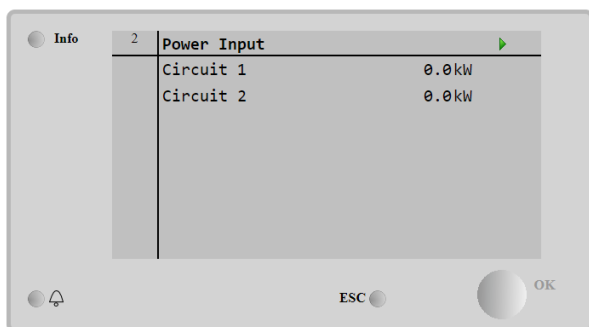 Info
2 Power Input
Circuit 1 0.0kW
Circuit 2 0.0kW
ESC
OK